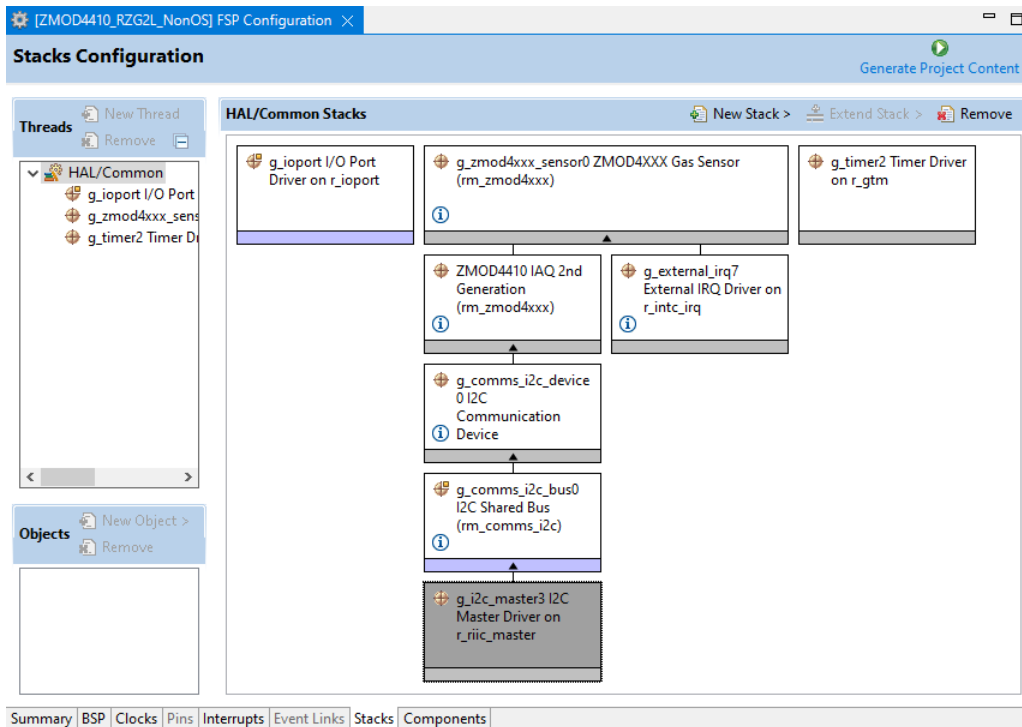 [ZMOD4410_RZG2L_NonOS] FSP Configuration
Stacks Configuration
Generate Project Content
Threads
New Thread
Remove
HAL/Common
g_ioport I/O Port
g_zmod4xxx_sens
g_timer2 Timer Dr
Objects
New Object >
Remove
HAL/Common Stacks
New Stack >
Extend Stack >
Remove
g_ioport I/O Port
Driver on r_ioport
g_zmod4xxx_sensor0 ZMOD4XXX Gas Sensor
(rm_zmod4xxx)
g_timer2 Timer Driver
on r_gtm
ZMOD4410 IAQ 2nd
Generation
(rm_zmod4xxx)
g_external_irq7
External IRQ Driver on
r_intc_irq
g_comms_i2c_device
0 I2C
Communication
Device
g_comms_i2c_bus0
I2C Shared Bus
(rm_comms_i2c)
g_i2c_master3 I2C
Master Driver on
r_riic_master
Summary BSP Clocks Pins Interrupts Event Links Stacks Components